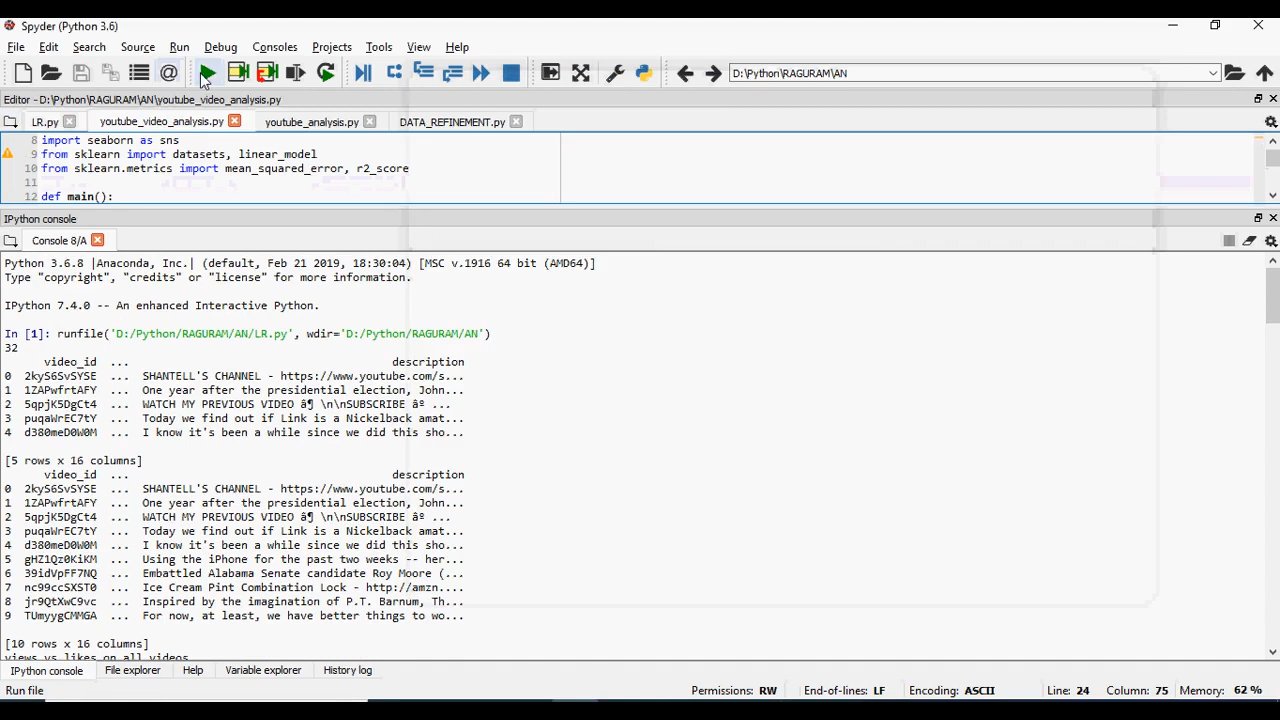 Spyder (Python 3.6)
File Edit Search Source Run Debug Consoles Projects Tools View Help
D:\Python\RAGURAM\AN
Editor - D:\Python\RAGURAM\AN\youtube_video_analysis.py
LR.py youtube_video_analysis.py youtube_analysis.py DATA_REFINEMENT.py
8 import seaborn as sns
9 from sklearn import datasets, linear_model
10 from sklearn.metrics import mean_squared_error, r2_score
11
12 def main():
IPython console
Console 8/A
Python 3.6.8 |Anaconda, Inc.| (default, Feb 21 2019, 18:30:04) [MSC v.1916 64 bit (AMD64)]
Type "copyright", "credits" or "license" for more information.
IPython 7.4.0 -- An enhanced Interactive Python.
In [1]: runfile('D:/Python/RAGURAM/AN/LR.py', wdir='D:/Python/RAGURAM/AN')
32
video_id ... description
0 2kyS6SvSYSE ... SHANTELL'S CHANNEL - https://www.youtube.com/s...
1 1ZAPwfrtAFY ... One year after the presidential election, John...
2 5qpjK5DgCt4 ... WATCH MY PREVIOUS VIDEO â¶ \n\nSUBSCRIBE âº ...
3 puqaWrEC7tY ... Today we find out if Link is a Nickelback amat...
4 d380meD0W0M ... I know it's been a while since we did this sho...
[5 rows x 16 columns]
video_id ... description
0 2kyS6SvSYSE ... SHANTELL'S CHANNEL - https://www.youtube.com/s...
1 1ZAPwfrtAFY ... One year after the presidential election, John...
2 5qpjK5DgCt4 ... WATCH MY PREVIOUS VIDEO â¶ \n\nSUBSCRIBE âº ...
3 puqaWrEC7tY ... Today we find out if Link is a Nickelback amat...
4 d380meD0W0M ... I know it's been a while since we did this sho...
5 gHZ1Qz0KiKM ... Using the iPhone for the past two weeks -- her...
6 39idVpFF7NQ ... Embattled Alabama Senate candidate Roy Moore (...
7 nc99ccSXST0 ... Ice Cream Pint Combination Lock - http://amzn....
8 jr9QtXwC9vc ... Inspired by the imagination of P.T. Barnum, Th...
9 TUmyygCMMGA ... For now, at least, we have better things to wo...
[10 rows x 16 columns]
views vs likes on all videos
IPython console File explorer Help Variable explorer History log
Run file Permissions: RW End-of-lines: LF Encoding: ASCII Line: 24 Column: 75 Memory: 62 %